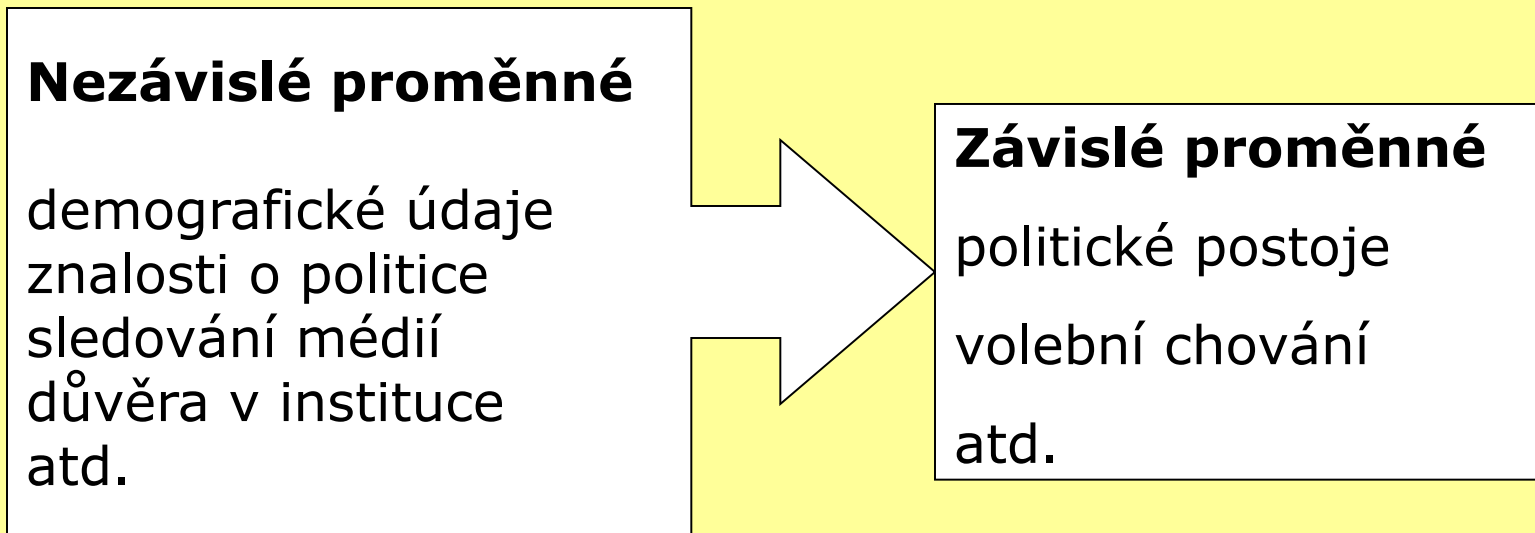 Nezávislé proměnné
demografické údaje
znalosti o politice
sledování médií
důvěra v instituce
atd.
Závislé proměnné
politické postoje
volební chování
atd.